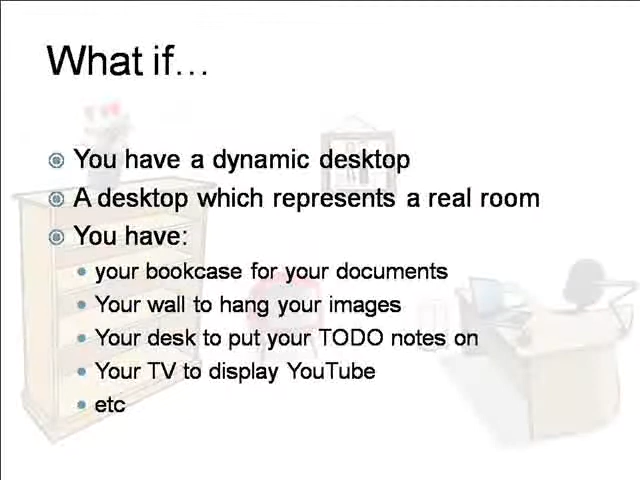 What if...
You have a dynamic desktop
A desktop which represents a real room
You have:
your bookcase for your documents
Your wall to hang your images
Your desk to put your TODO notes on
Your TV to display YouTube
etc